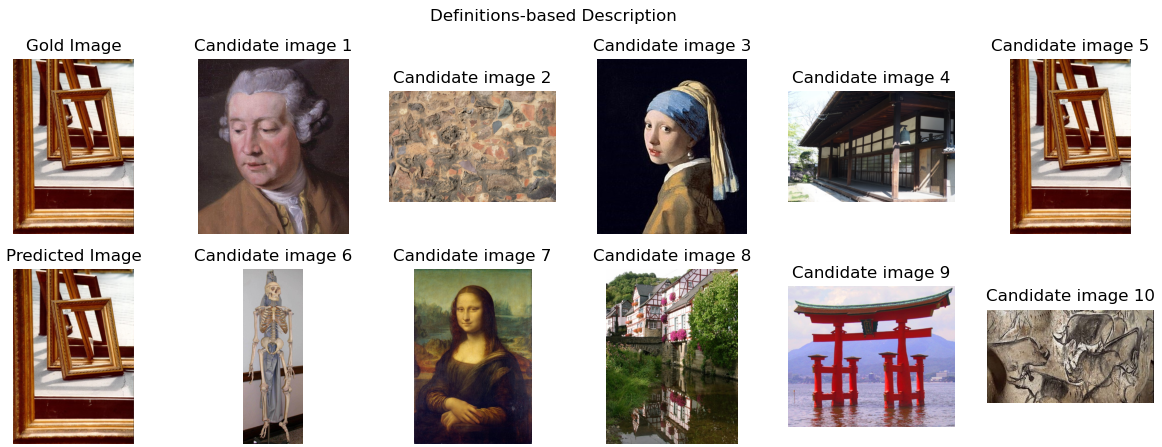 Definitions-based Description
Gold Image
Candidate image 1
Candidate image 2
Candidate image 3
Candidate image 4
Candidate image 5
Predicted Image
Candidate image 6
Candidate image 7
Candidate image 8
Candidate image 9
Candidate image 10